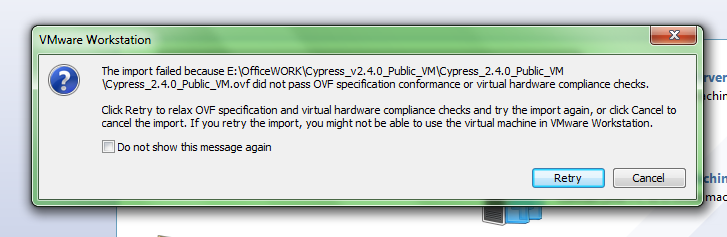 VMware Workstation
The import failed because E:\OfficeWORK\Cypress_v2.4.0_Public_VM\Cypress_2.4.0_Public_VM
\Cypress_2.4.0_Public_VM.ovf did not pass OVF specification conformance or virtual hardware compliance checks.
Click Retry to relax OVF specification and virtual hardware compliance checks and try the import again, or click Cancel to
cancel the import. If you retry the import, you might not be able to use the virtual machine in VMware Workstation.
Do not show this message again
Retry Cancel